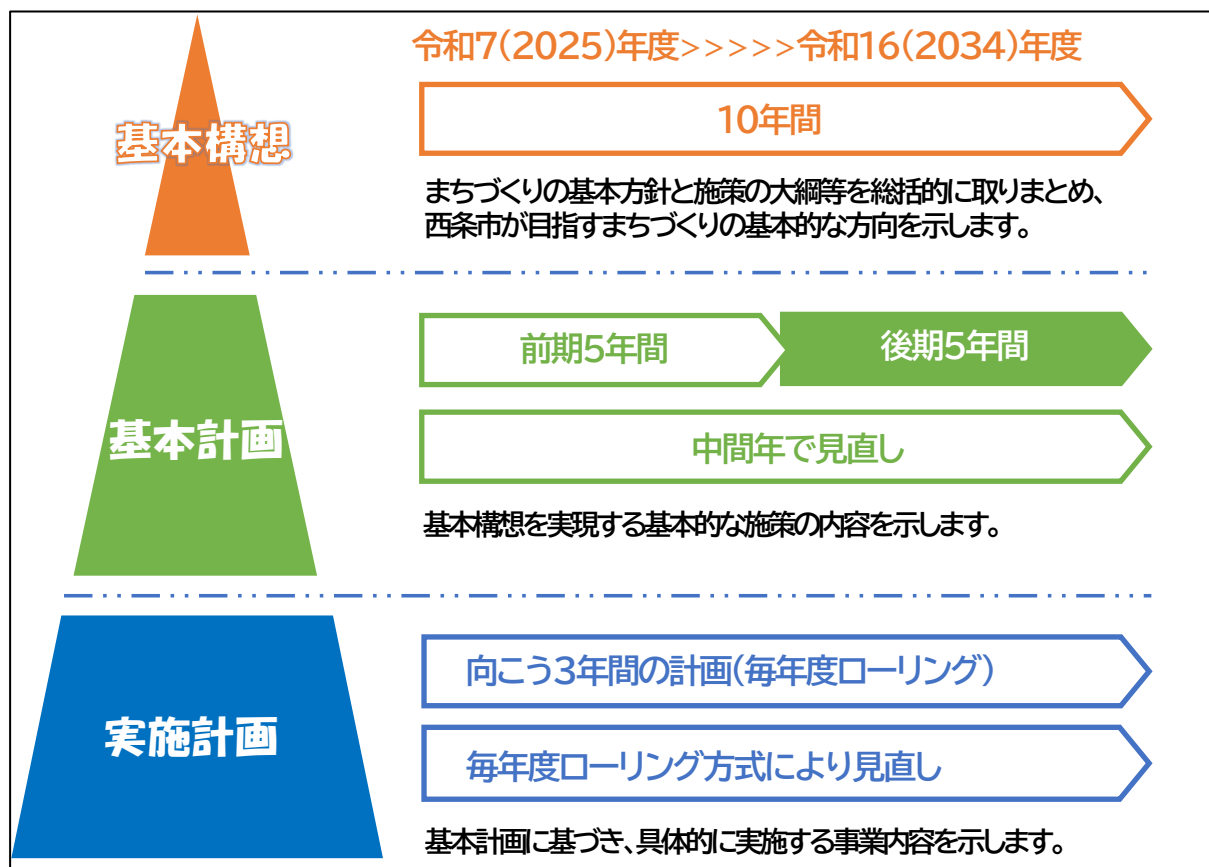 令和7(2025)年度>>>>>令和16(2034)年度
基本構想
10年間
まちづくりの基本方針と施策の大綱等を総括的に取りまとめ、
西条市が目指すまちづくりの基本的な方向を示します。
前期5年間
後期5年間
基本計画
中間年で見直し
基本構想を実現する基本的な施策の内容を示します。
向こう3年間の計画(毎年度ローリング)
実施計画
毎年度ローリング方式により見直し
基本計画に基づき、具体的に実施する事業内容を示します。